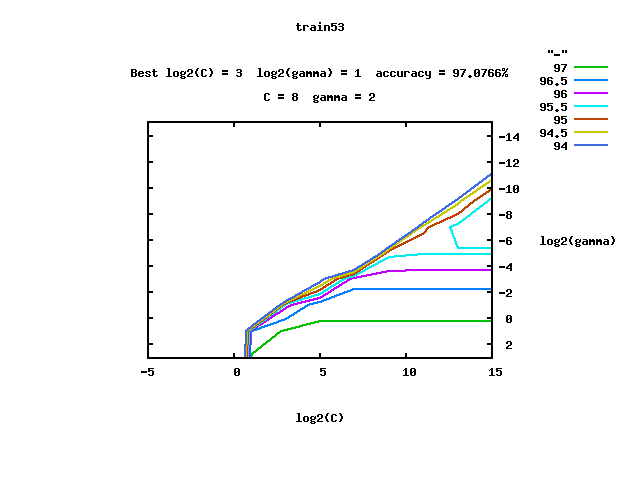 train53
Best log2(C) = 3 log2(gamma) = 1 accuracy = 97.0766%
C = 8 gamma = 2
"-"
97
96.5
96
95.5
95
94.5
94
-14
-12
-10
-8
-6
-4
-2
0
2
log2(gamma)
-5 0 5 10 15
log2(C)